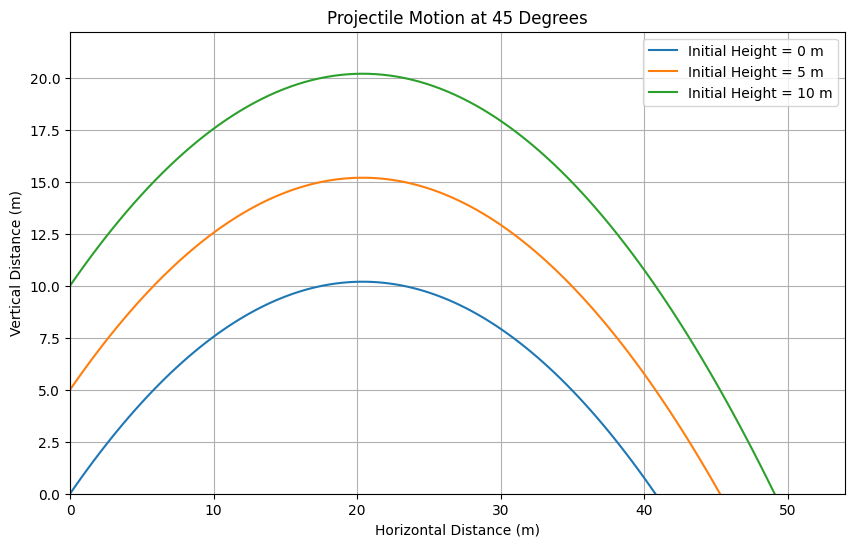 Projectile Motion at 45 Degrees
Initial Height = 0 m
Initial Height = 5 m
Initial Height = 10 m
Vertical Distance (m)
20.0
17.5
15.0
12.5
10.0
7.5
5.0
2.5
0.0
0 10 20 30 40 50
Horizontal Distance (m)